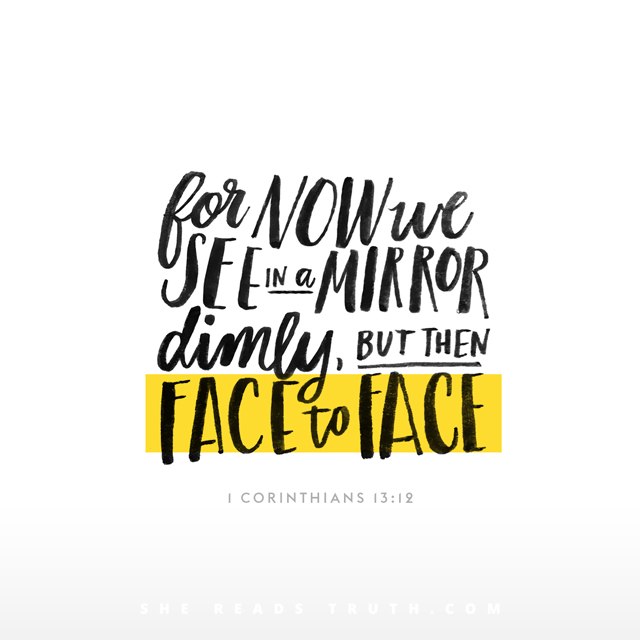 for NOW we
SEE IN a MIRROR
dimly, BUT THEN
FACE to FACE
1 CORINTHIANS 13:12
SHE READS TRUTH.COM